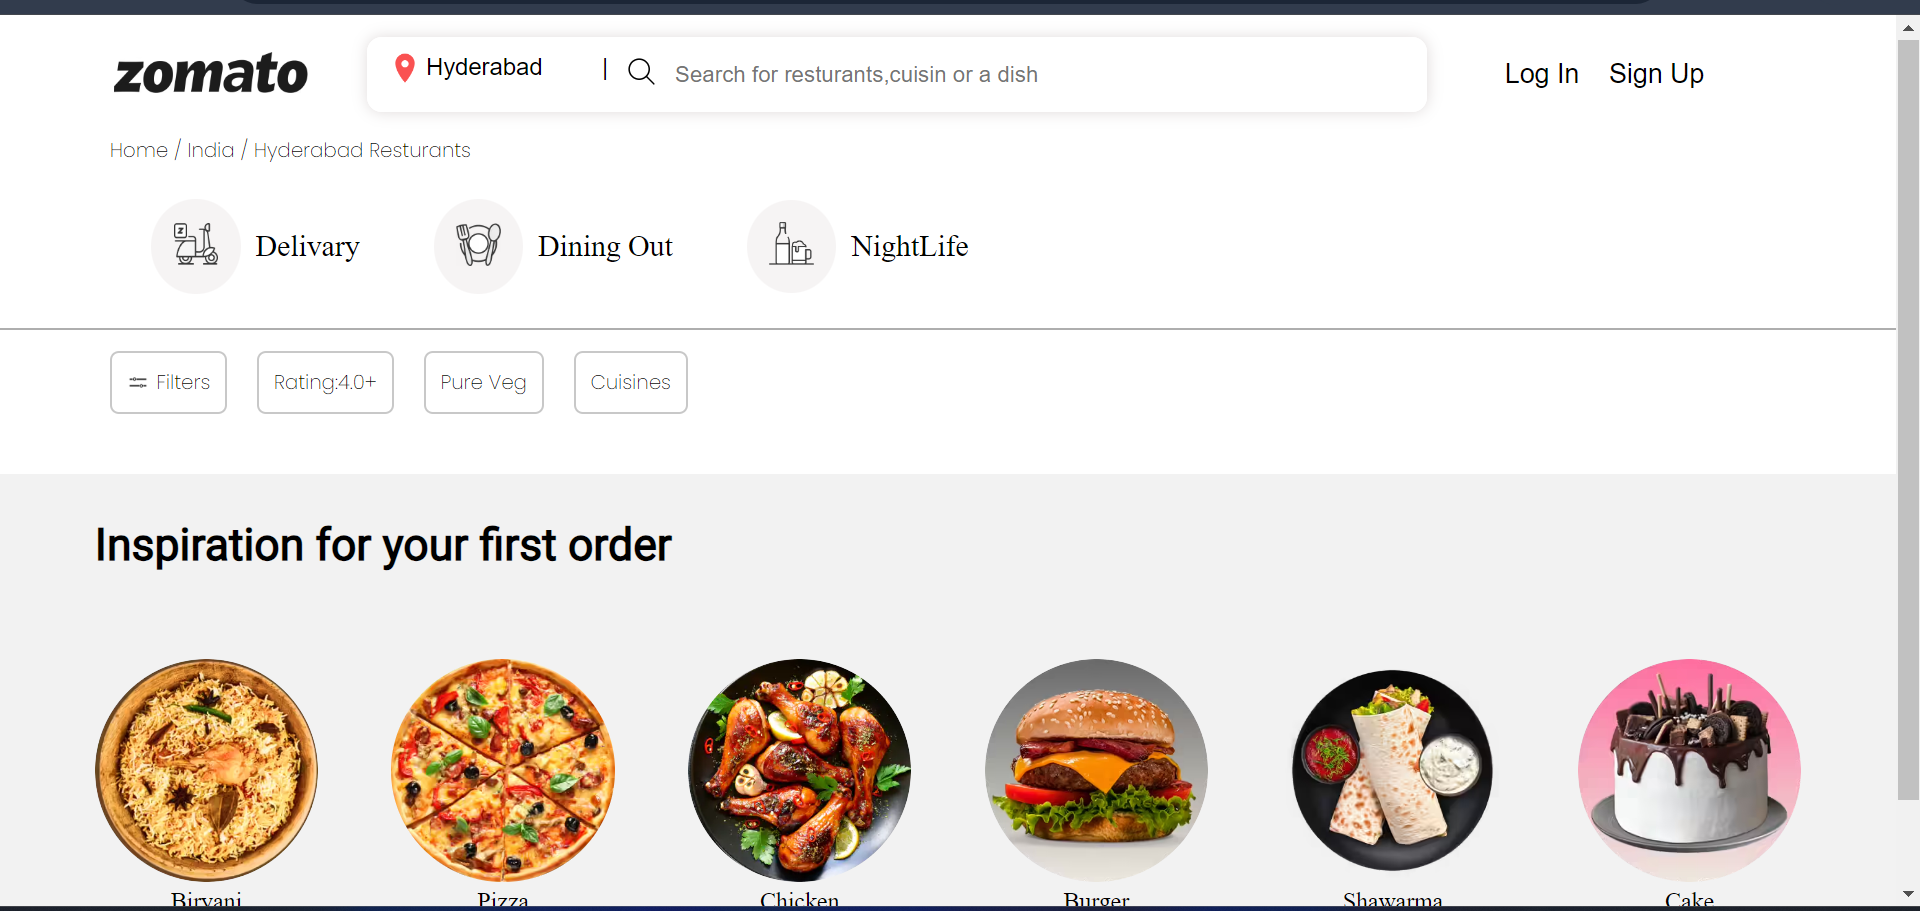 zomato
Hyderabad | Search for resturants,cuisin or a dish
Log In Sign Up
Home / India / Hyderabad Resturants
Delivary Dining Out NightLife
Filters Rating:4.0+ Pure Veg Cuisines
Inspiration for your first order
Biryani Pizza Chicken Burger Shawarma Cake